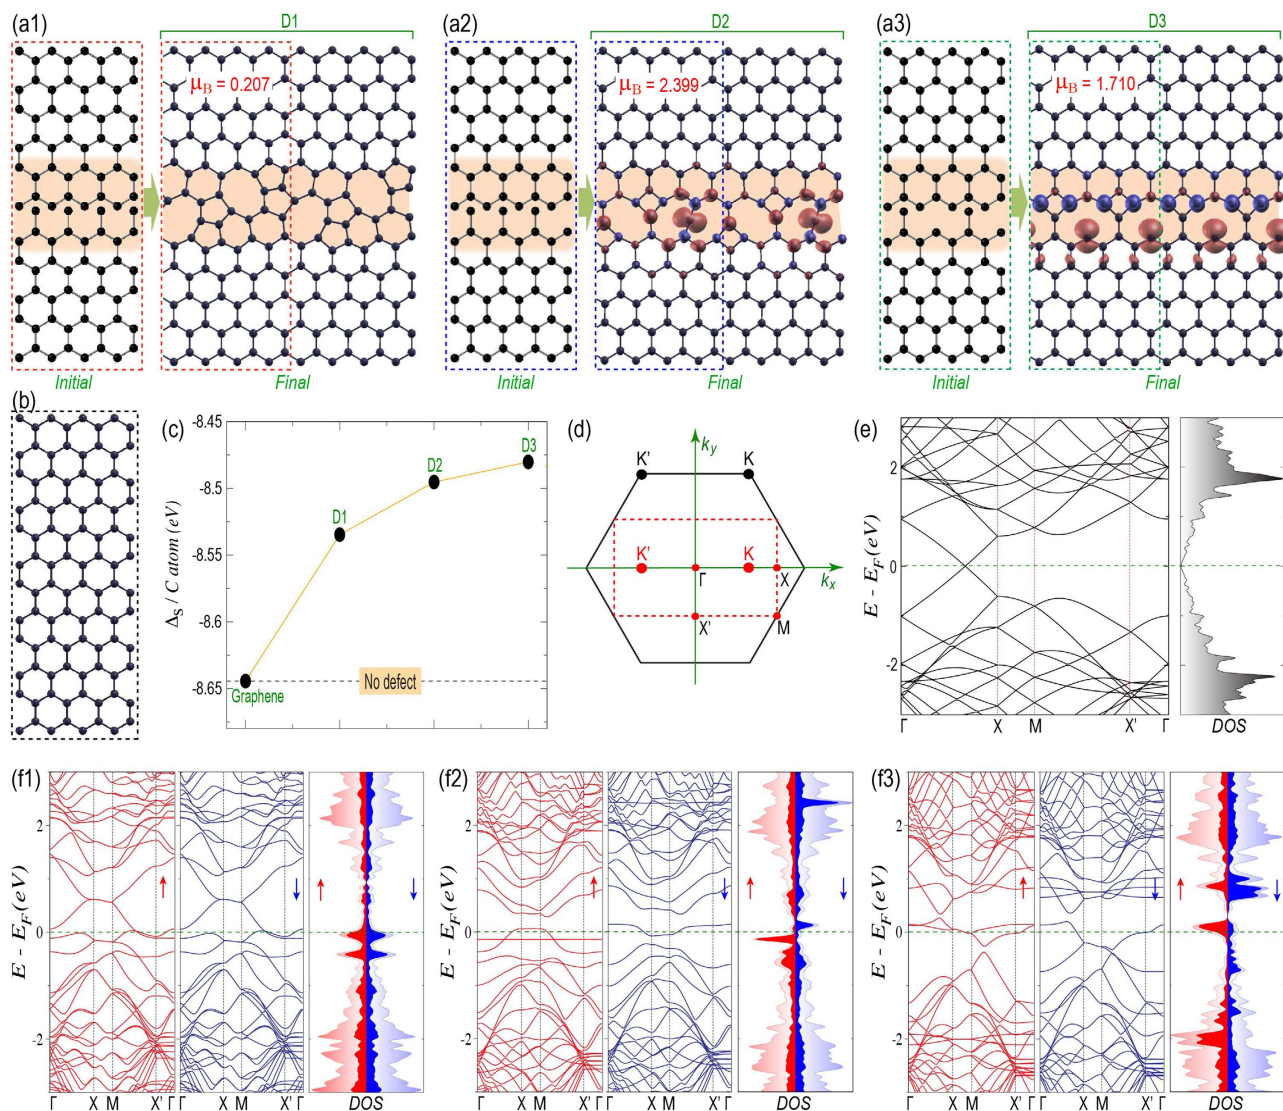 (a1)
D1
μB = 0.207
Initial
Final
(a2)
D2
μB = 2.399
Initial
Final
(a3)
D3
μB = 1.710
Initial
Final
(b)
(c)
-8.45
-8.5
-8.55
-8.6
-8.65
ΔS / C atom (eV)
Graphene
D1
D2
D3
No defect
(d)
ky
K' K
K' K
Γ X kx
X' M
(e)
E - EF (eV)
2
0
-2
Γ X M X' Γ DOS
(f1)
E - EF (eV)
2
0
-2
Γ X M X' Γ X M X' Γ DOS
(f2)
E - EF (eV)
2
0
-2
Γ X M X' Γ X M X' Γ DOS
(f3)
E - EF (eV)
2
0
-2
Γ X M X' Γ X M X' Γ DOS